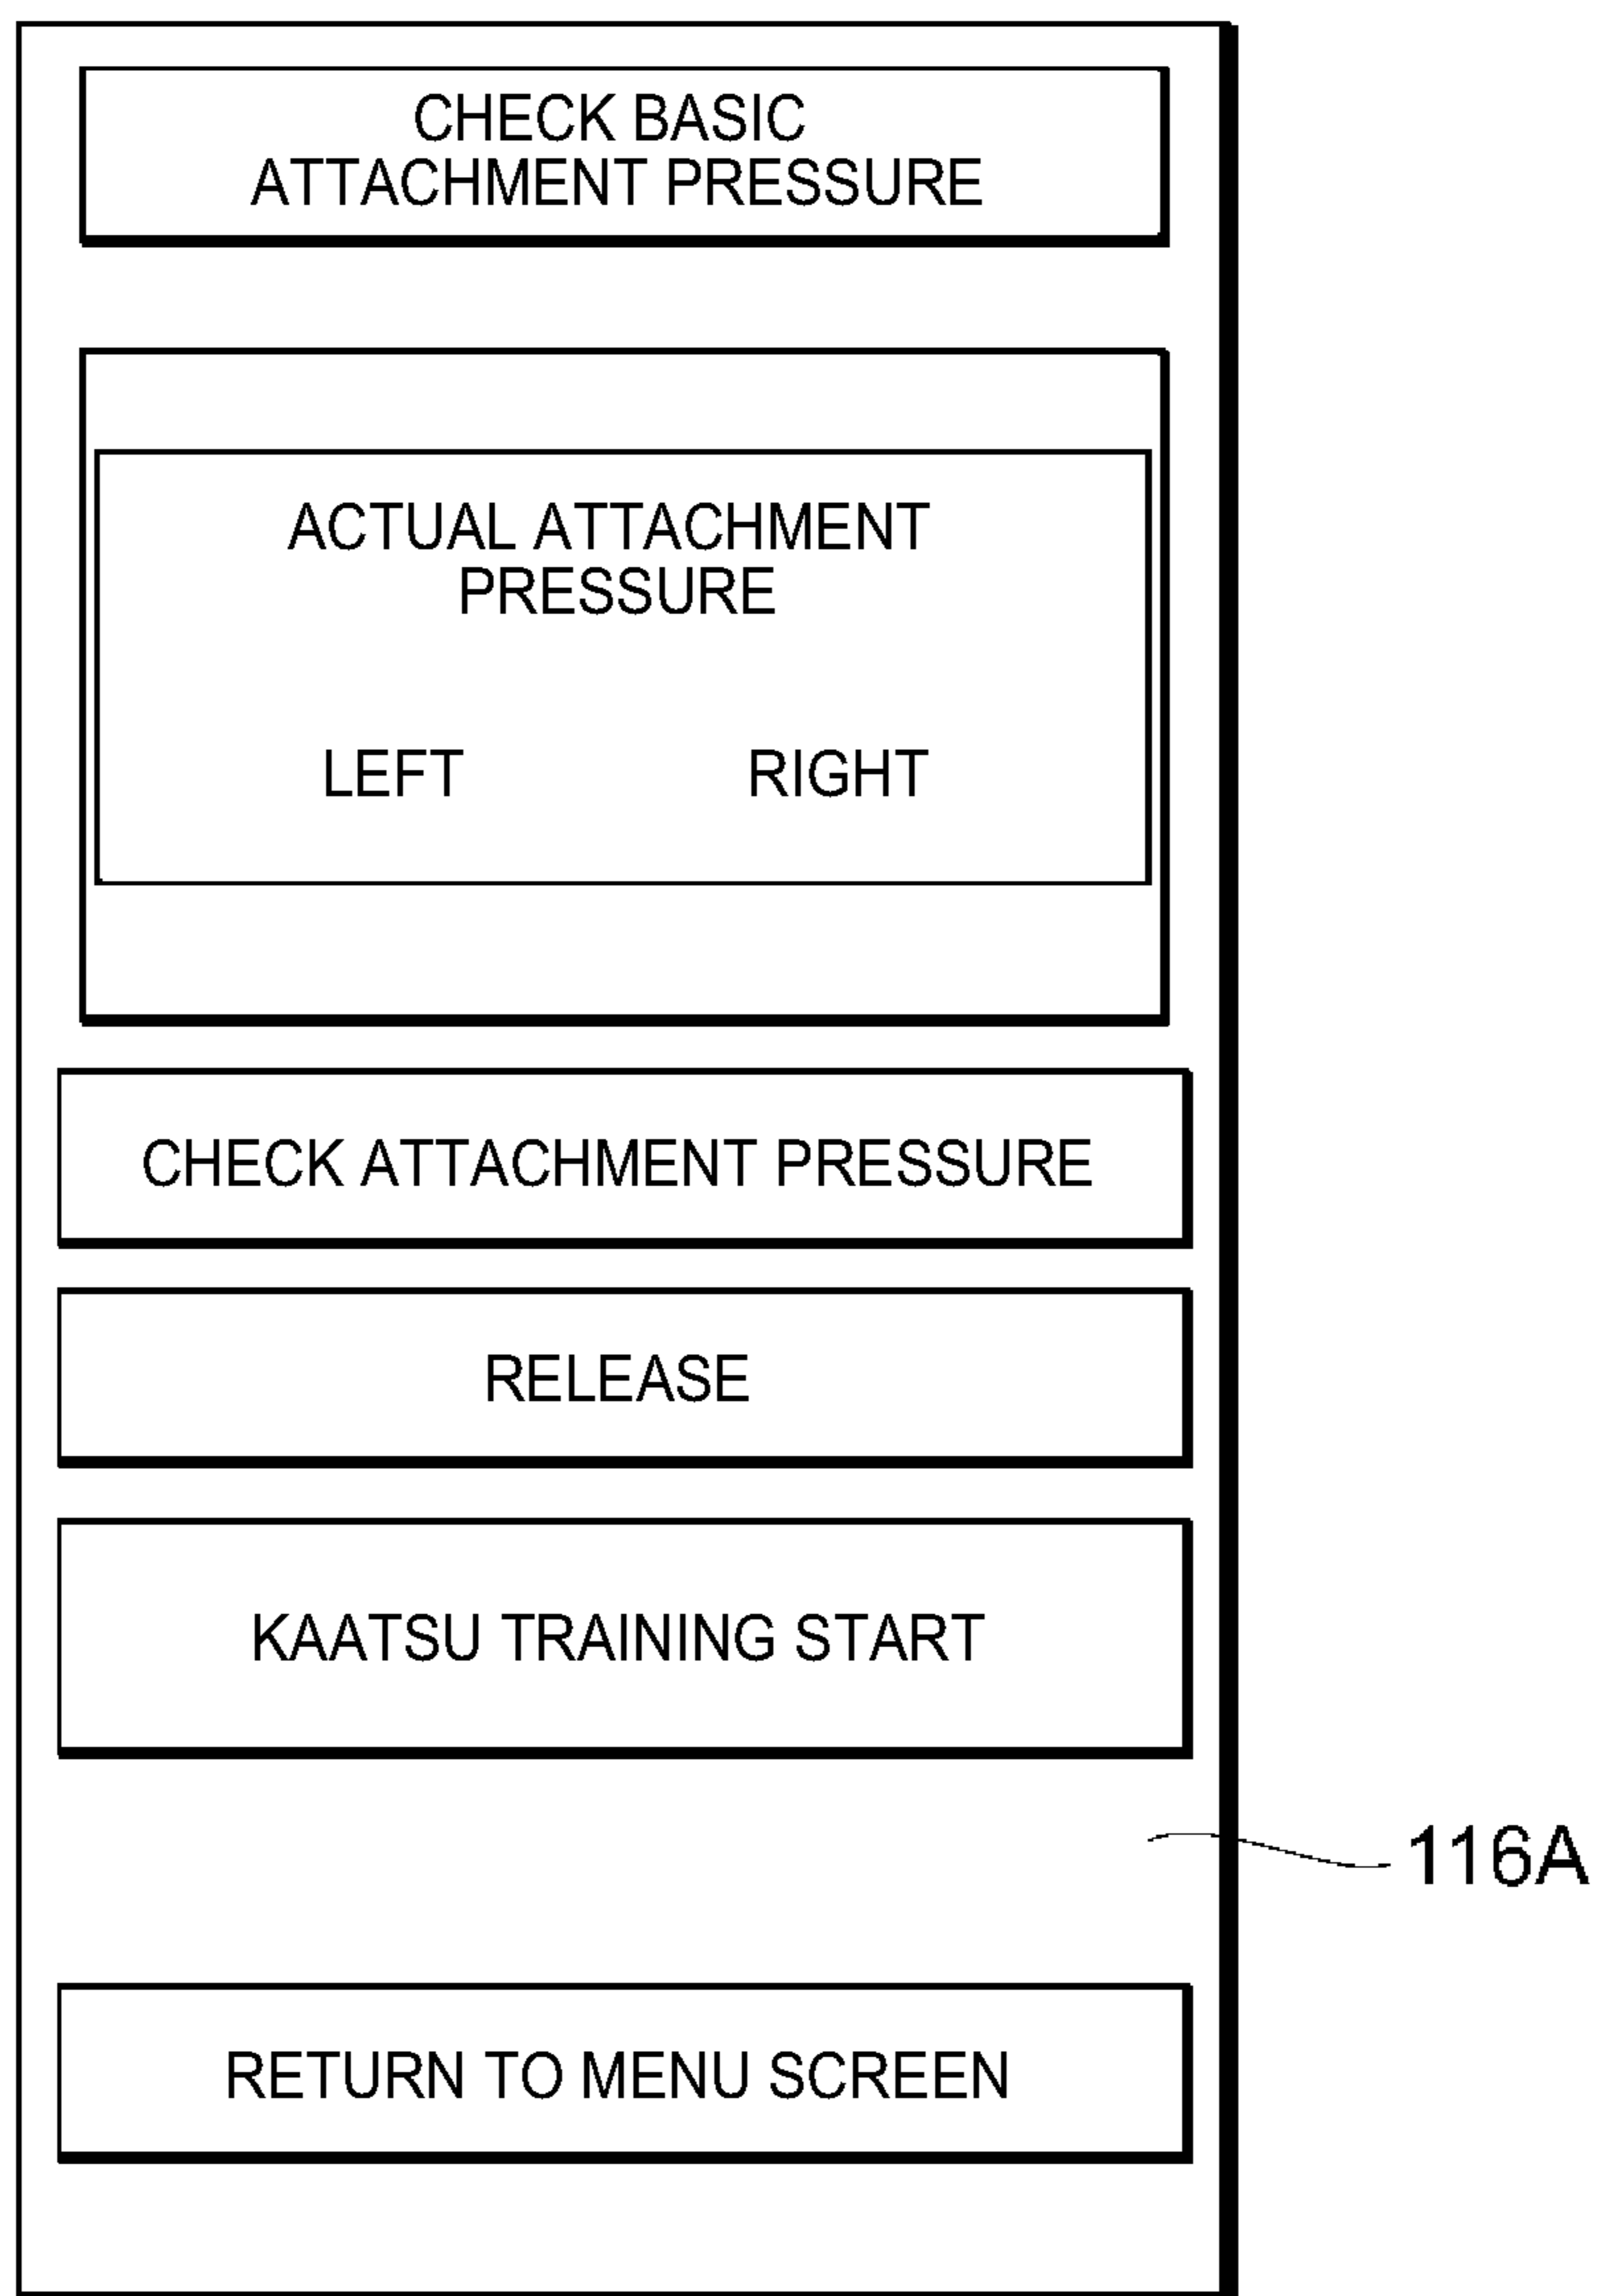 CHECK BASIC
ATTACHMENT PRESSURE
ACTUAL ATTACHMENT
PRESSURE
LEFT RIGHT
CHECK ATTACHMENT PRESSURE
RELEASE
KAATSU TRAINING START
116A
RETURN TO MENU SCREEN